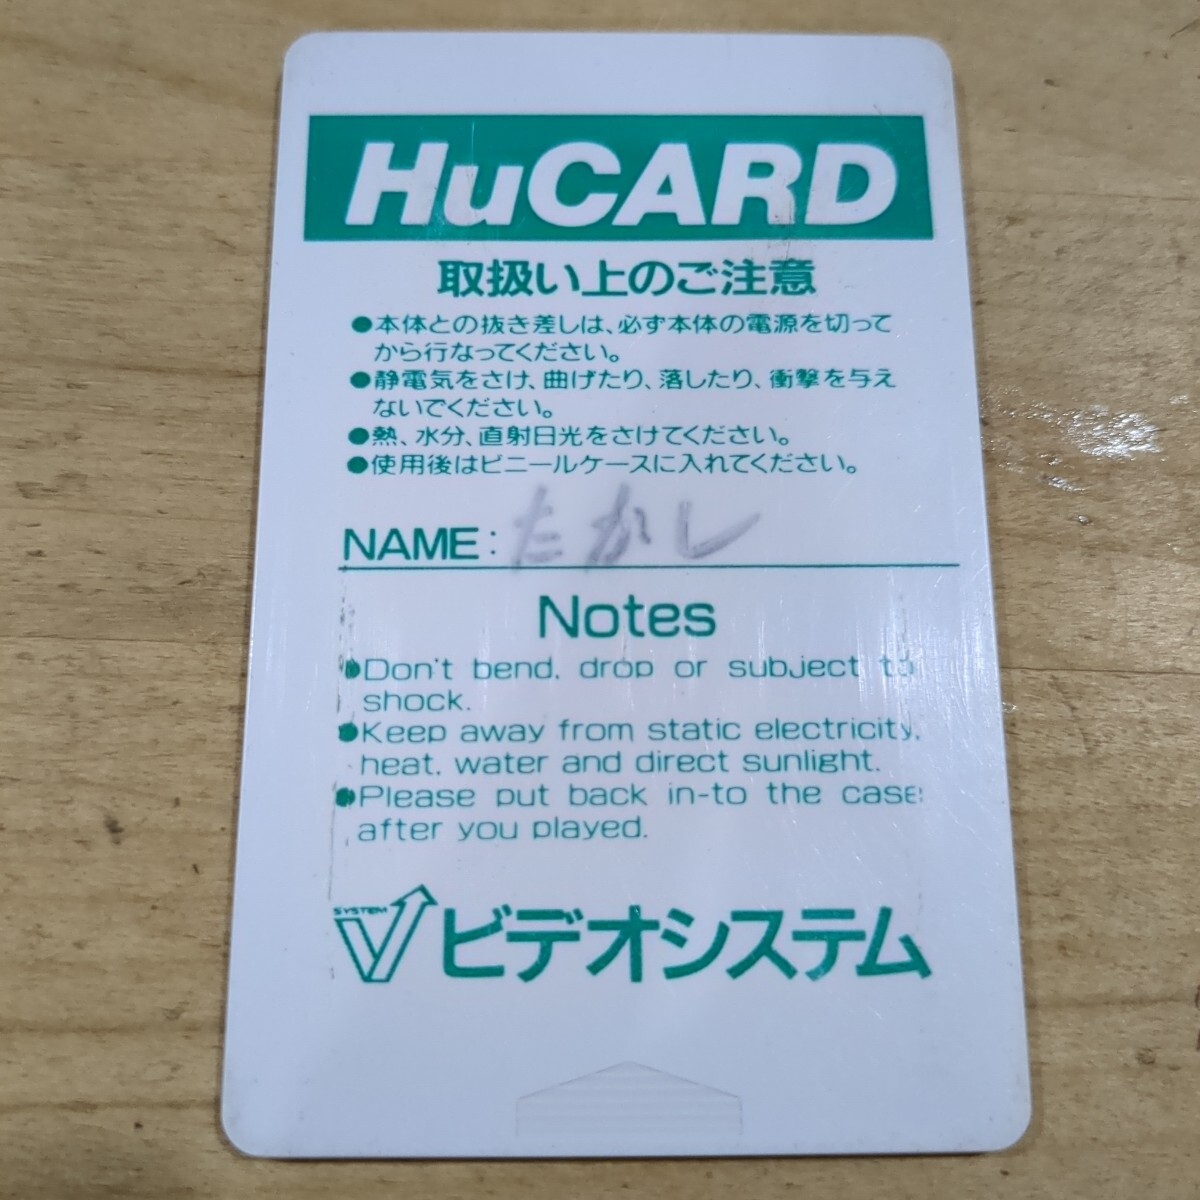 HuCARD
取扱い上のご注意
●本体との抜き差しは、必ず本体の電源を切って
から行なってください。
●静電気をさけ、曲げたり、落したり、衝撃を与え
ないでください。
●熱、水分、直射日光をさけてください。
●使用後はビニールケースに入れてください。
NAME: たかし
Notes
●Don't bend, drop or subject to
shock.
●Keep away from static electricity,
heat, water and direct sunlight.
●Please put back in-to the case
after you played.
SYSTEM V ビデオシステム